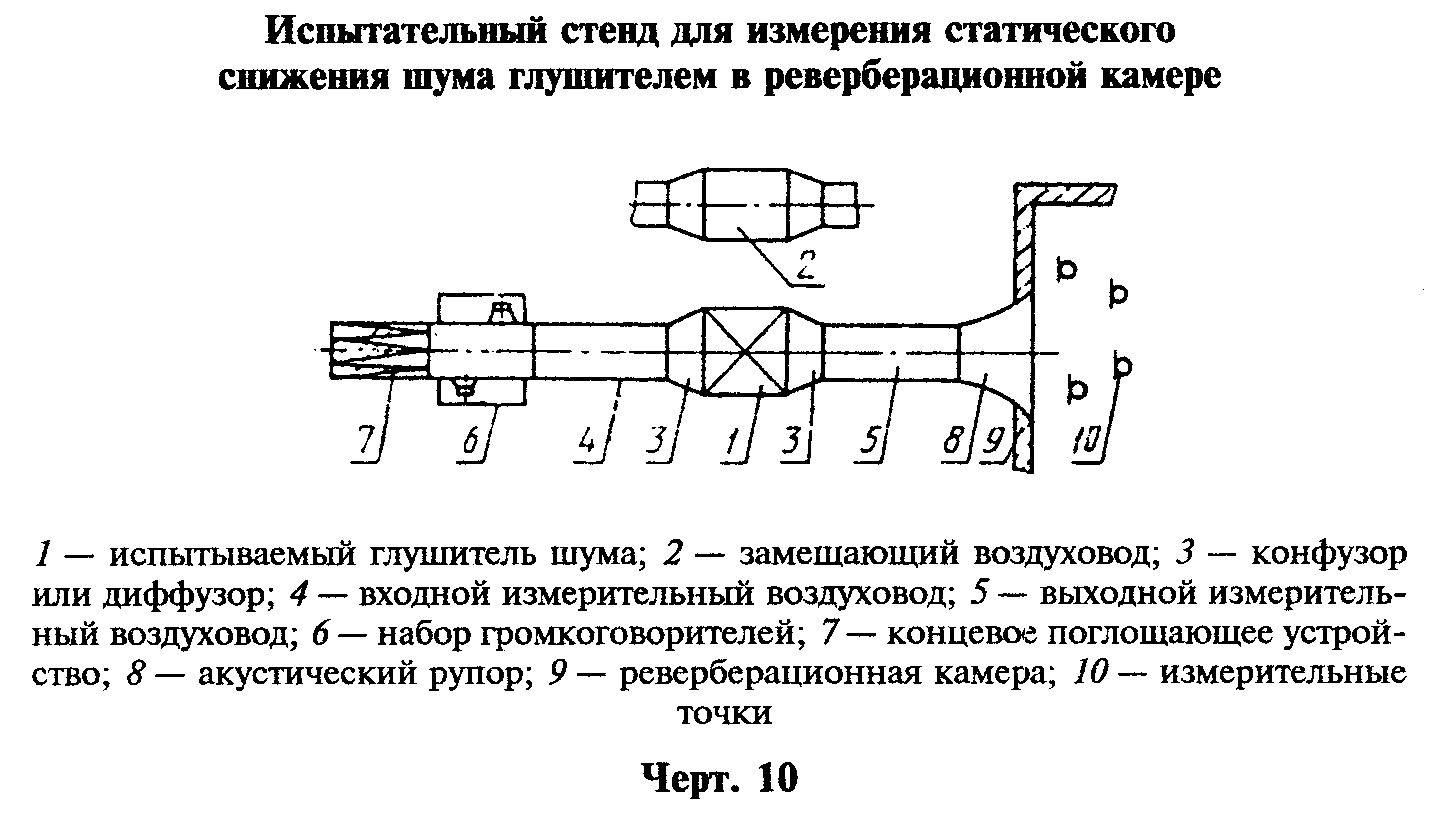 Испытательный стенд для измерения статического
снижения шума глушителем в реверберационной камере
2
7 6 4 3 1 3 5 8 9 10
1 — испытываемый глушитель шума; 2 — замещающий воздуховод; 3 — конфузор
или диффузор; 4 — входной измерительный воздуховод; 5 — выходной измеритель-
ный воздуховод; 6 — набор громкоговорителей; 7 — концевое поглощающее устрой-
ство; 8 — акустический рупор; 9 — реверберационная камера; 10 — измерительные
точки
Черт. 10